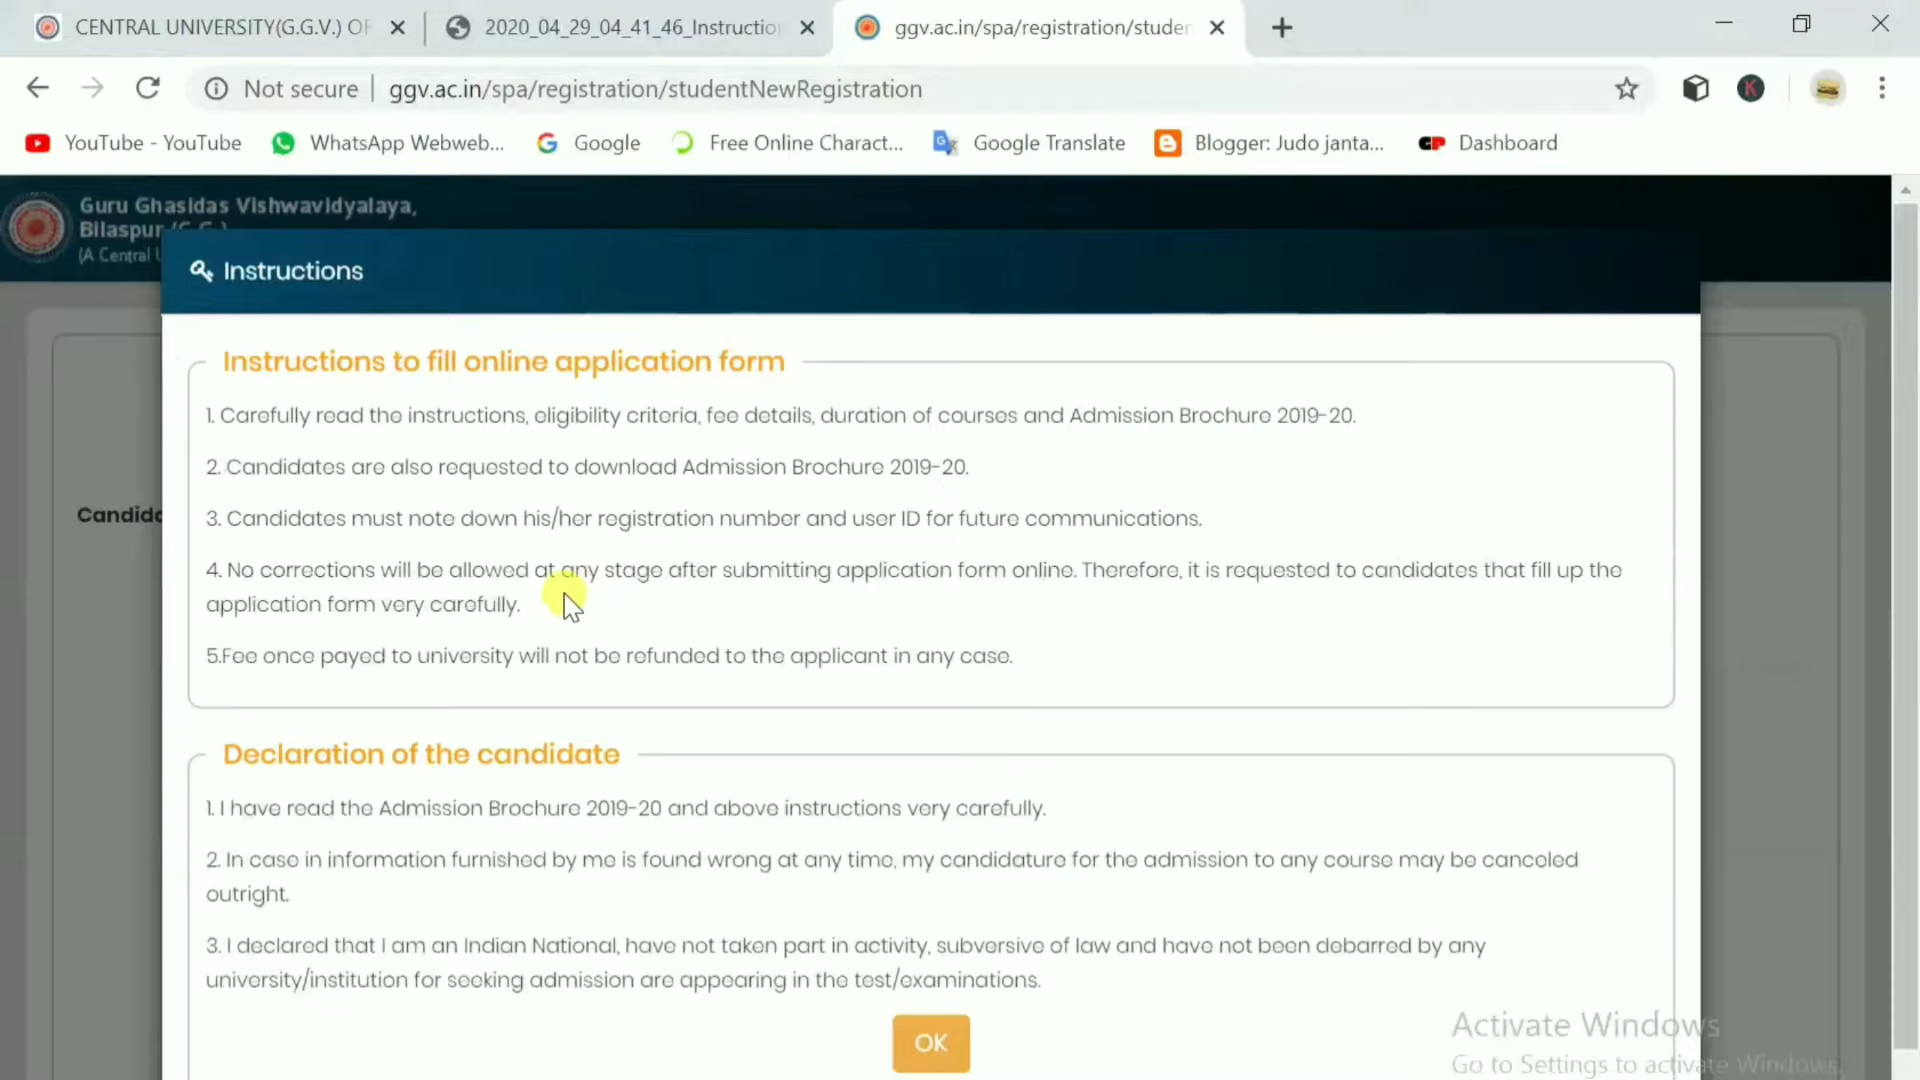 CENTRAL UNIVERSITY(G.G.V.) OF
2020_04_29_04_41_46_Instructio
ggv.ac.in/spa/registration/studen
Not secure | ggv.ac.in/spa/registration/studentNewRegistration
YouTube - YouTube WhatsApp Webweb... Google Free Online Charact... Google Translate Blogger: Judo janta... Dashboard
Guru Ghasidas Vishwavidyalaya,
Bilaspur
(A Central
Instructions
Instructions to fill online application form
1. Carefully read the instructions, eligibility criteria, fee details, duration of courses and Admission Brochure 2019-20.
2. Candidates are also requested to download Admission Brochure 2019-20.
Candida
3. Candidates must note down his/her registration number and user ID for future communications.
4. No corrections will be allowed at any stage after submitting application form online. Therefore, it is requested to candidates that fill up the
application form very carefully.
5.Fee once payed to university will not be refunded to the applicant in any case.
Declaration of the candidate
1. I have read the Admission Brochure 2019-20 and above instructions very carefully.
2. In case in information furnished by me is found wrong at any time, my candidature for the admission to any course may be canceled
outright.
3. I declared that I am an Indian National, have not taken part in activity, subversive of law and have not been debarred by any
university/institution for seeking admission are appearing in the test/examinations.
OK
Activate Windows
Go to Settings to activate Windows.